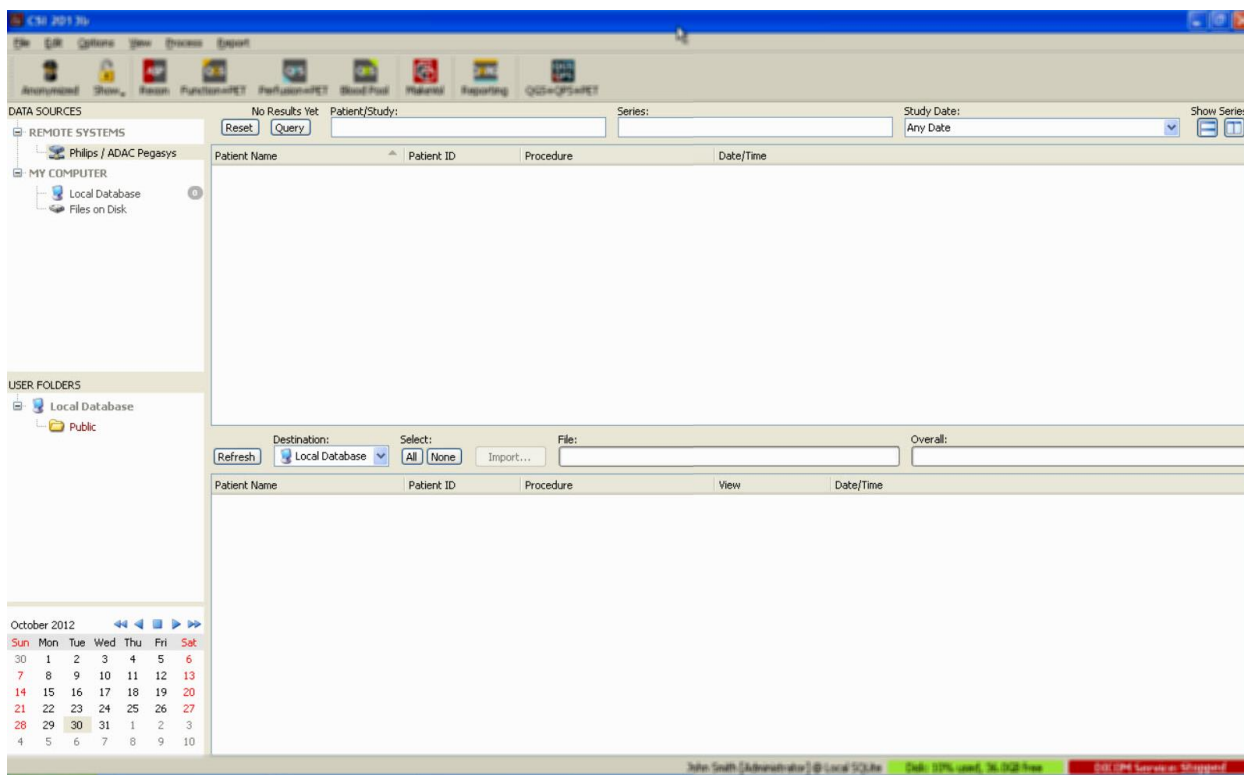 CSI 2013b
File Edit Options View Process Export
Anonymized Show... Recon Function=PET Perfusion=PET Blood Pool Reporting QGS+QPS=PET
DATA SOURCES No Results Yet Patient/Study: Series: Study Date: Show Series
Reset Query Any Date
REMOTE SYSTEMS
Philips / ADAC Pegasys
Patient Name Patient ID Procedure Date/Time
MY COMPUTER
Local Database 0
Files on Disk
USER FOLDERS
Local Database
Public
Destination: Select: File: Overall:
Refresh Local Database All None Import...
Patient Name Patient ID Procedure View Date/Time
October 2012
Sun Mon Tue Wed Thu Fri Sat
30 1 2 3 4 5 6
7 8 9 10 11 12 13
14 15 16 17 18 19 20
21 22 23 24 25 26 27
28 29 30 31 1 2 3
4 5 6 7 8 9 10
John Smith [Administrator] @ Local SQLite Disk: 10% used, 36.0GB free DICOM Service: Stopped